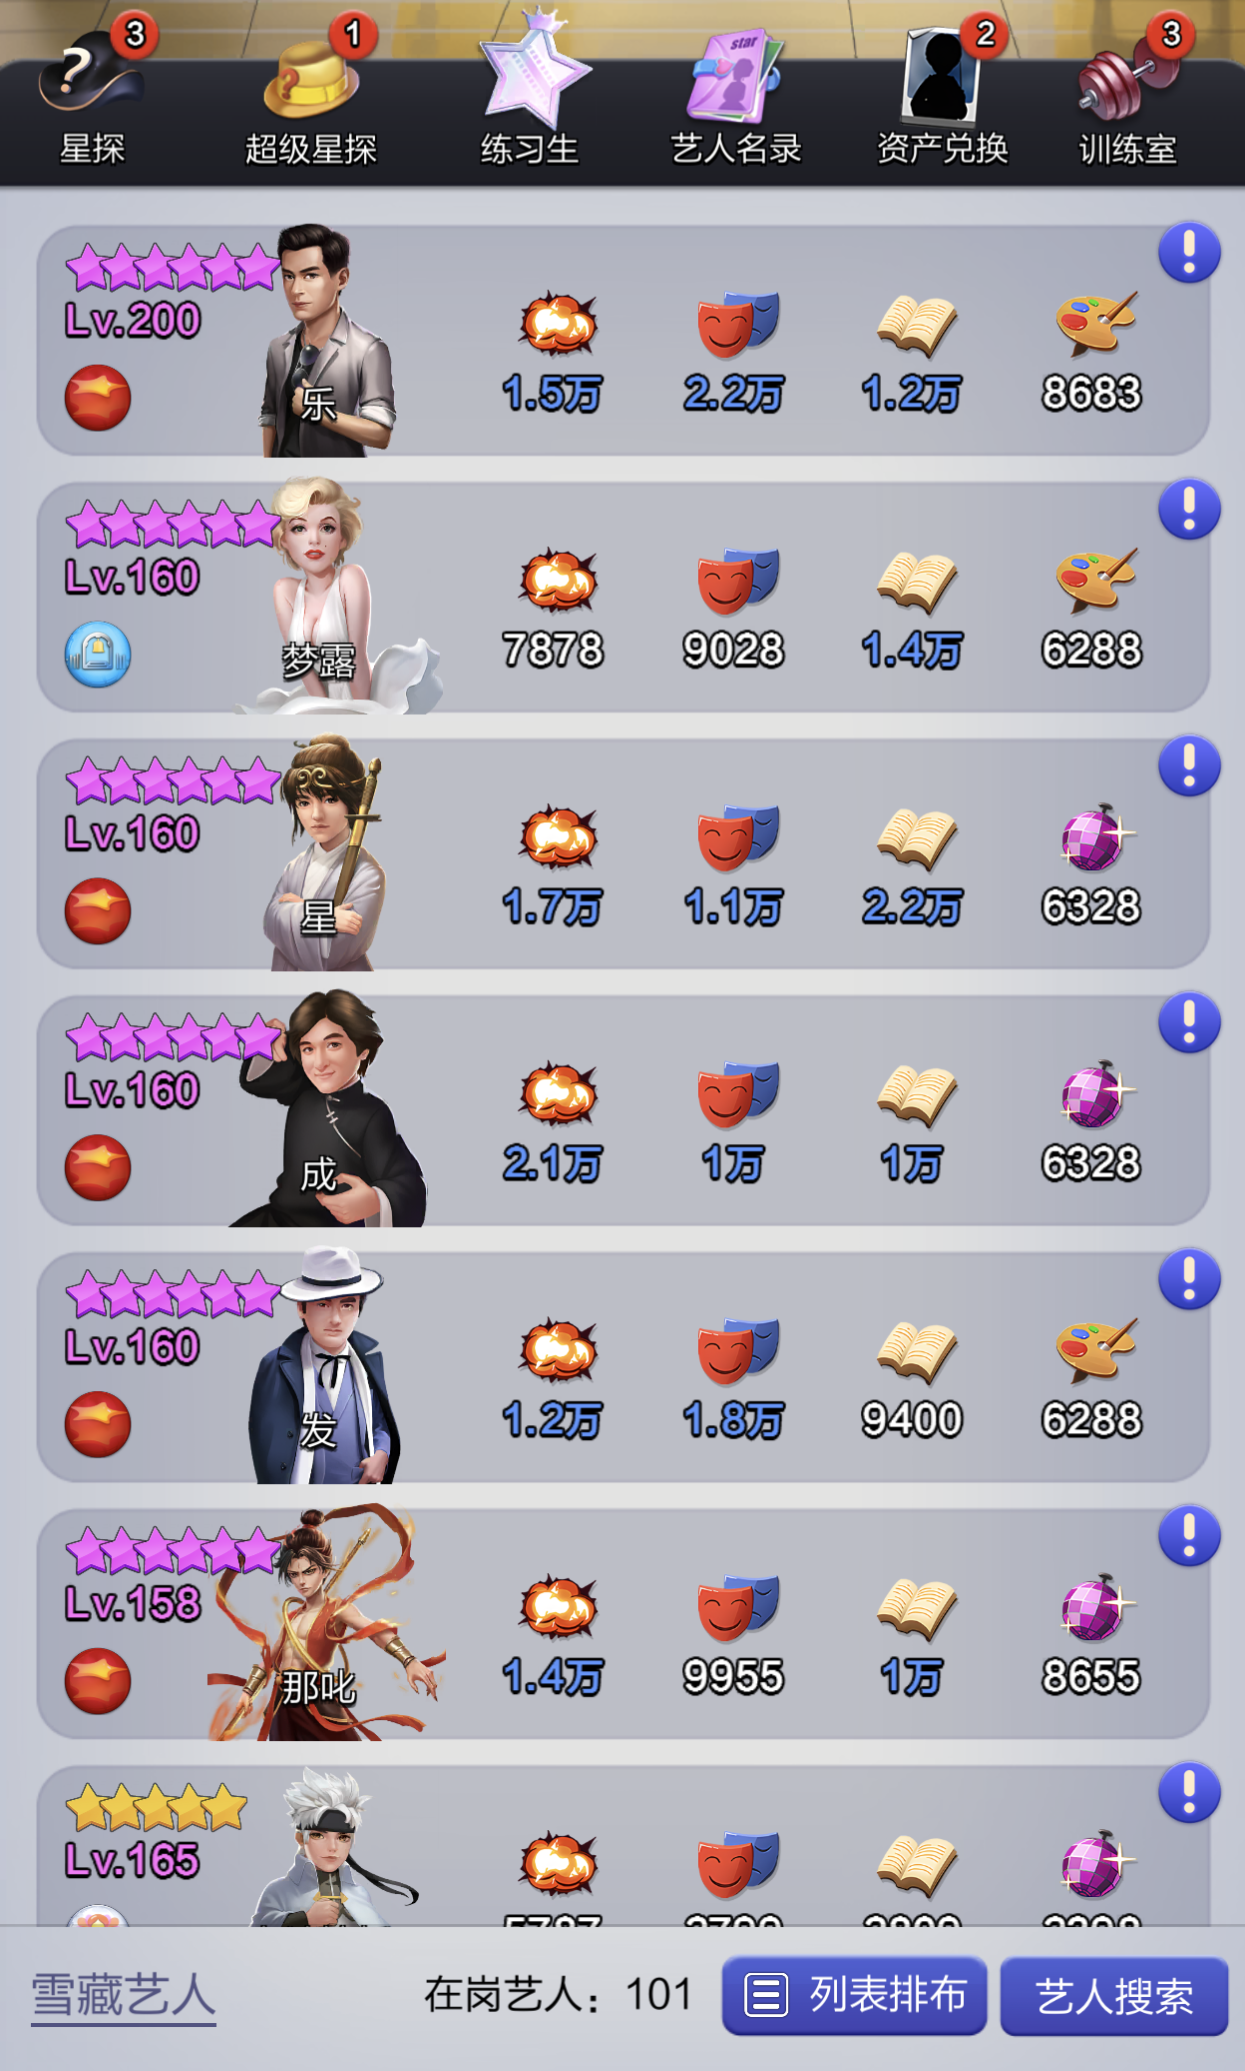 3 1 2 3
star
星探 超级星探 练习生 艺人名录 资产兑换 训练室
Lv.200
乐
1.5万 2.2万 1.2万 8683
Lv.160
梦露
7878 9028 1.4万 6288
Lv.160
星
1.7万 1.1万 2.2万 6328
Lv.160
成
2.1万 1万 1万 6328
Lv.160
发
1.2万 1.8万 9400 6288
Lv.158
那叱
1.4万 9955 1万 8655
Lv.165
雪藏艺人 在岗艺人：101 列表排布 艺人搜索